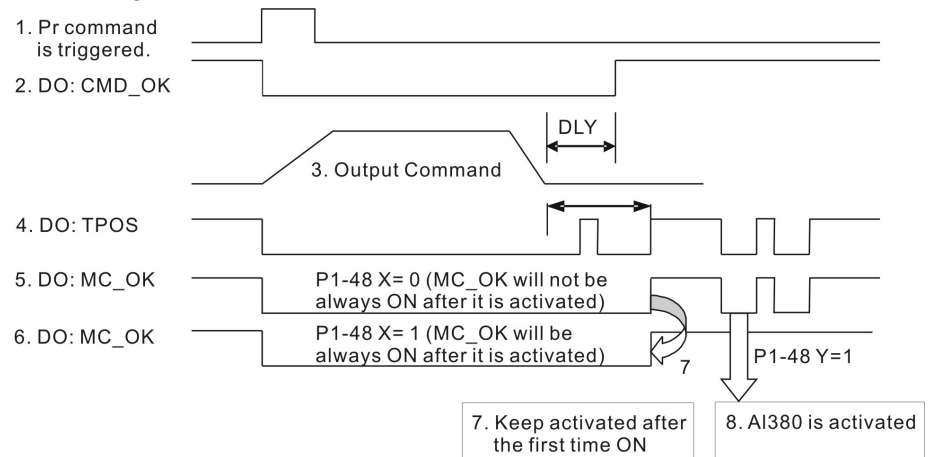 1. Pr command
is triggered.
2. DO: CMD_OK
DLY
3. Output Command
4. DO: TPOS
5. DO: MC_OK
P1-48 X= 0 (MC_OK will not be
always ON after it is activated)
6. DO: MC_OK
P1-48 X= 1 (MC_OK will be
always ON after it is activated)
7
P1-48 Y=1
7. Keep activated after
the first time ON
8. Al380 is activated